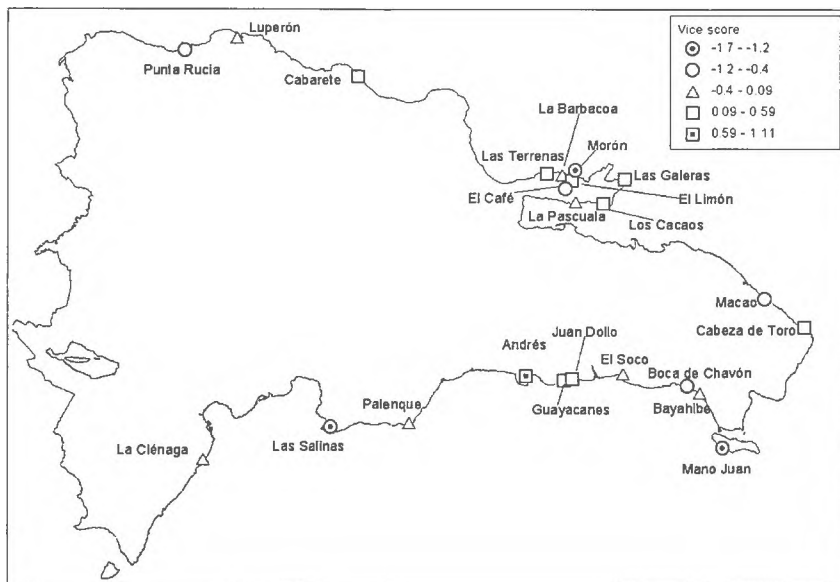 Luperón
Punta Rucia
Cabarete
Vice score
-1.7 - -1.2
-1.2 - -0.4
-0.4 - 0.09
0.09 - 0.59
0.59 - 1.11
La Barbacoa
Morón
Las Terrenas
Las Galeras
El Café
El Limón
La Pascuala
Los Cacaos
Macao
Cabeza de Toro
Juan Dolio
Andrés
El Soco
Boca de Chavón
Guayacanes
Bayahibe
Palenque
La Ciénaga
Las Salinas
Mano Juan